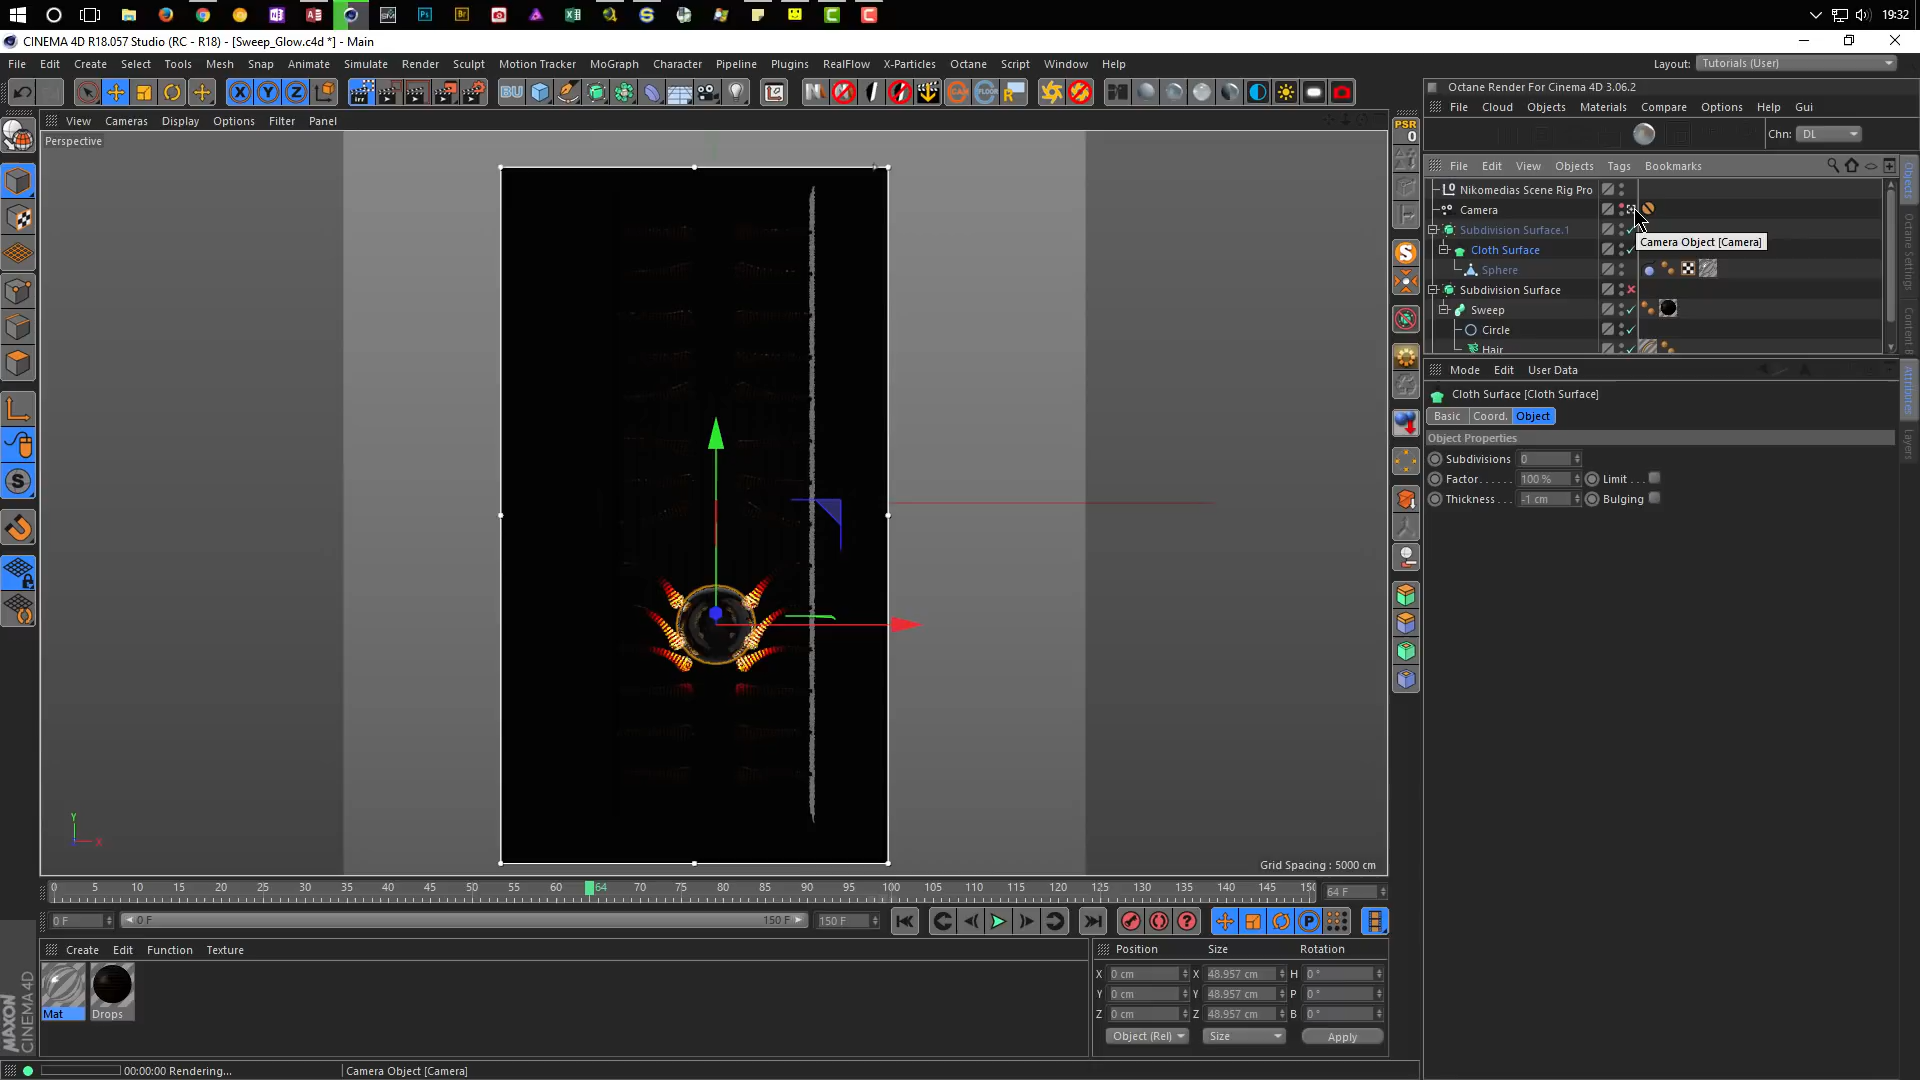 19:32
CINEMA 4D R18.057 Studio (RC - R18) - [Sweep_Glow.c4d *] - Main
File Edit Create Select Tools Mesh Snap Animate Simulate Render Sculpt Motion Tracker MoGraph Character Pipeline Plugins RealFlow X-Particles Octane Script Window Help
Layout: Tutorials (User)
Octane Render For Cinema 4D 3.06.2
File Cloud Objects Materials Compare Options Help Gui
Chn: DL
View Cameras Display Options Filter Panel
Perspective
PSR
0
File Edit View Objects Tags Bookmarks
Nikomedias Scene Rig Pro
Camera
Subdivision Surface.1
Camera Object [Camera]
Cloth Surface
Sphere
Subdivision Surface
Sweep
Circle
Hair
Objects
Octane Settings
Attributes
Layers
Mode Edit User Data
Cloth Surface [Cloth Surface]
Basic Coord. Object
Object Properties
Subdivisions 0
Factor 100 % Limit
Thickness -1 cm Bulging
Y
X
Grid Spacing : 5000 cm
0 5 10 15 20 25 30 35 40 45 50 55 60 64 70 75 80 85 90 95 100 105 110 115 120 125 130 135 140 145 150
64 F
0 F
0 F
150 F
150 F
Create Edit Function Texture
Mat
Drops
Position Size Rotation
X 0 cm X 48.957 cm H 0 °
Y 0 cm Y 48.957 cm P 0 °
Z 0 cm Z 48.957 cm B 0 °
Object (Rel) Size Apply
MAXON
CINEMA 4D
00:00:00 Rendering...
Camera Object [Camera]